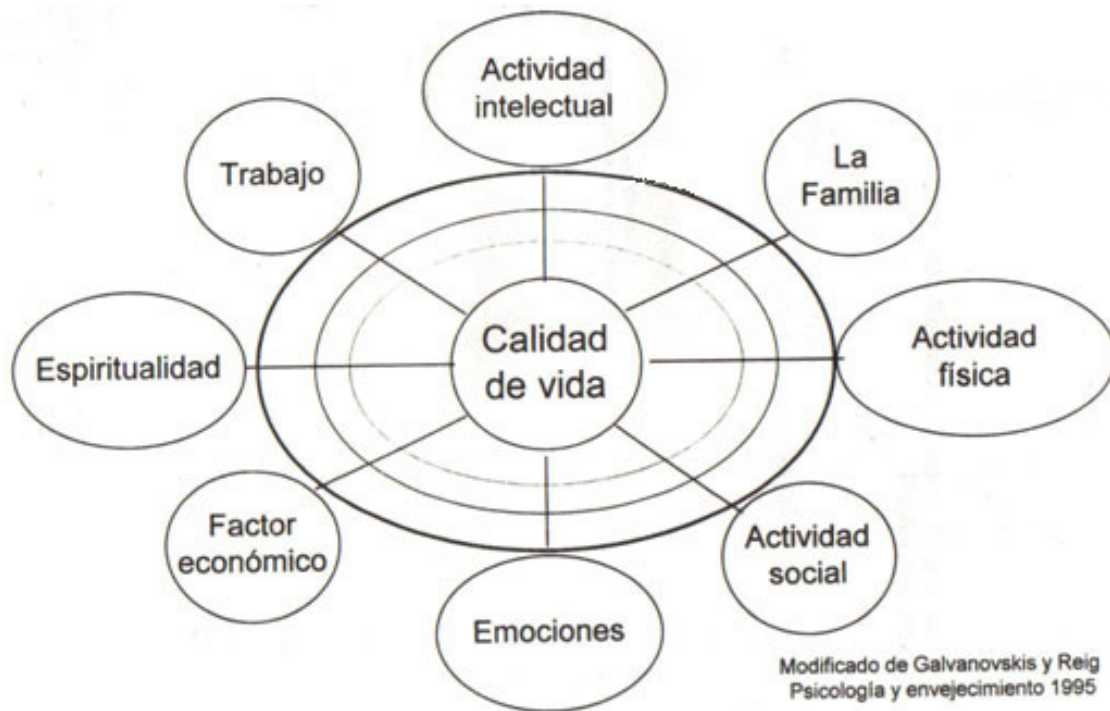 Actividad
intelectual
La
Familia
Trabajo
Calidad
de vida
Actividad
física
Espiritualidad
Factor
económico
Actividad
social
Emociones
Modificado de Galvanovskis y Reig
Psicología y envejecimiento 1995